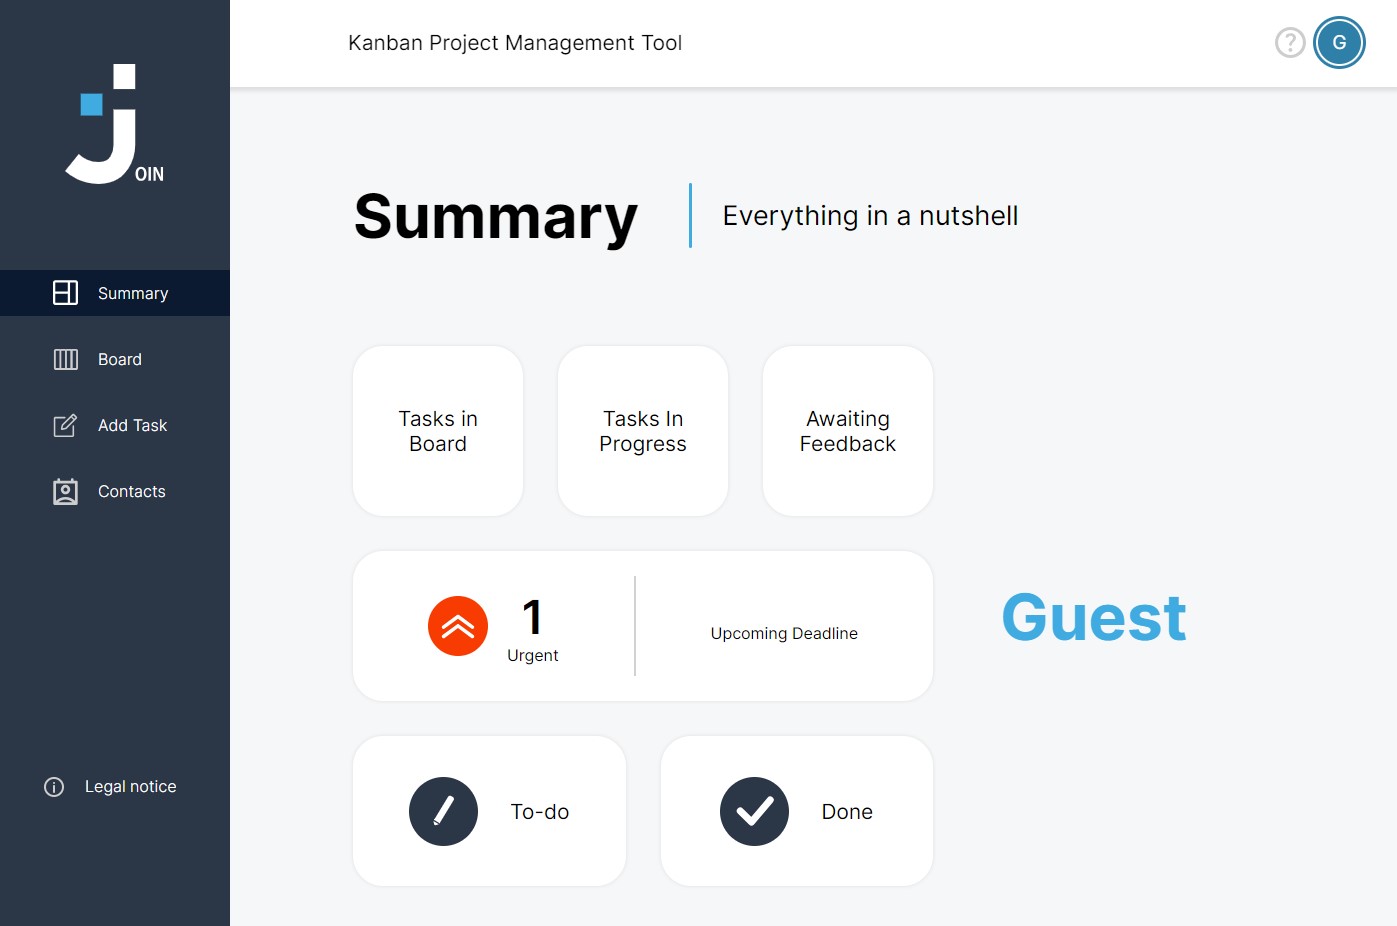 Kanban Project Management Tool
?
G
OIN
Summary
Everything in a nutshell
Summary
Board
Add Task
Contacts
Legal notice
Tasks in
Board
Tasks In
Progress
Awaiting
Feedback
1
Urgent
Upcoming Deadline
Guest
To-do
Done